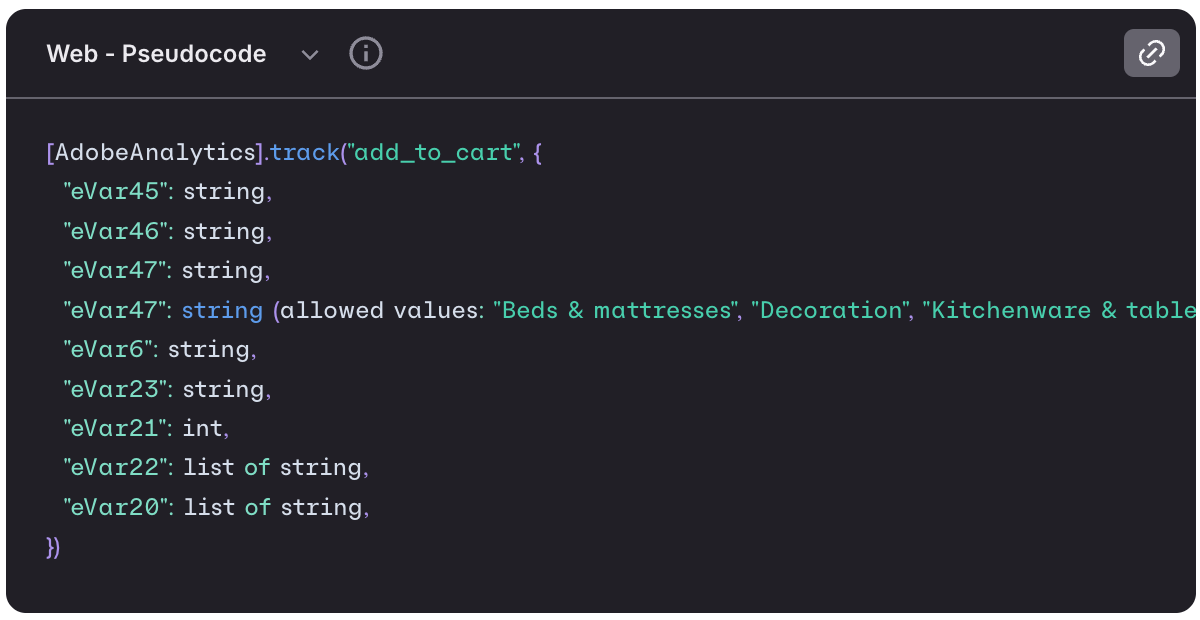 Web - Pseudocode
[AdobeAnalytics].track("add_to_cart", {
"eVar45": string,
"eVar46": string,
"eVar47": string,
"eVar47": string (allowed values: "Beds & mattresses", "Decoration", "Kitchenware & table
"eVar6": string,
"eVar23": string,
"eVar21": int,
"eVar22": list of string,
"eVar20": list of string,
})